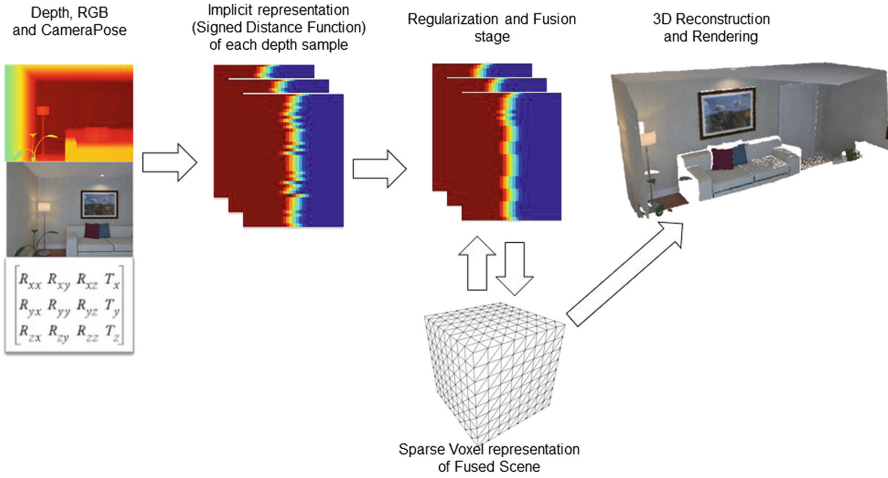 Depth, RGB
and CameraPose
Implicit representation
(Signed Distance Function)
of each depth sample
Regularization and Fusion
stage
3D Reconstruction
and Rendering
R_xx R_xy R_xz T_x
R_yx R_yy R_yz T_y
R_zx R_zy R_zz T_z
Sparse Voxel representation
of Fused Scene